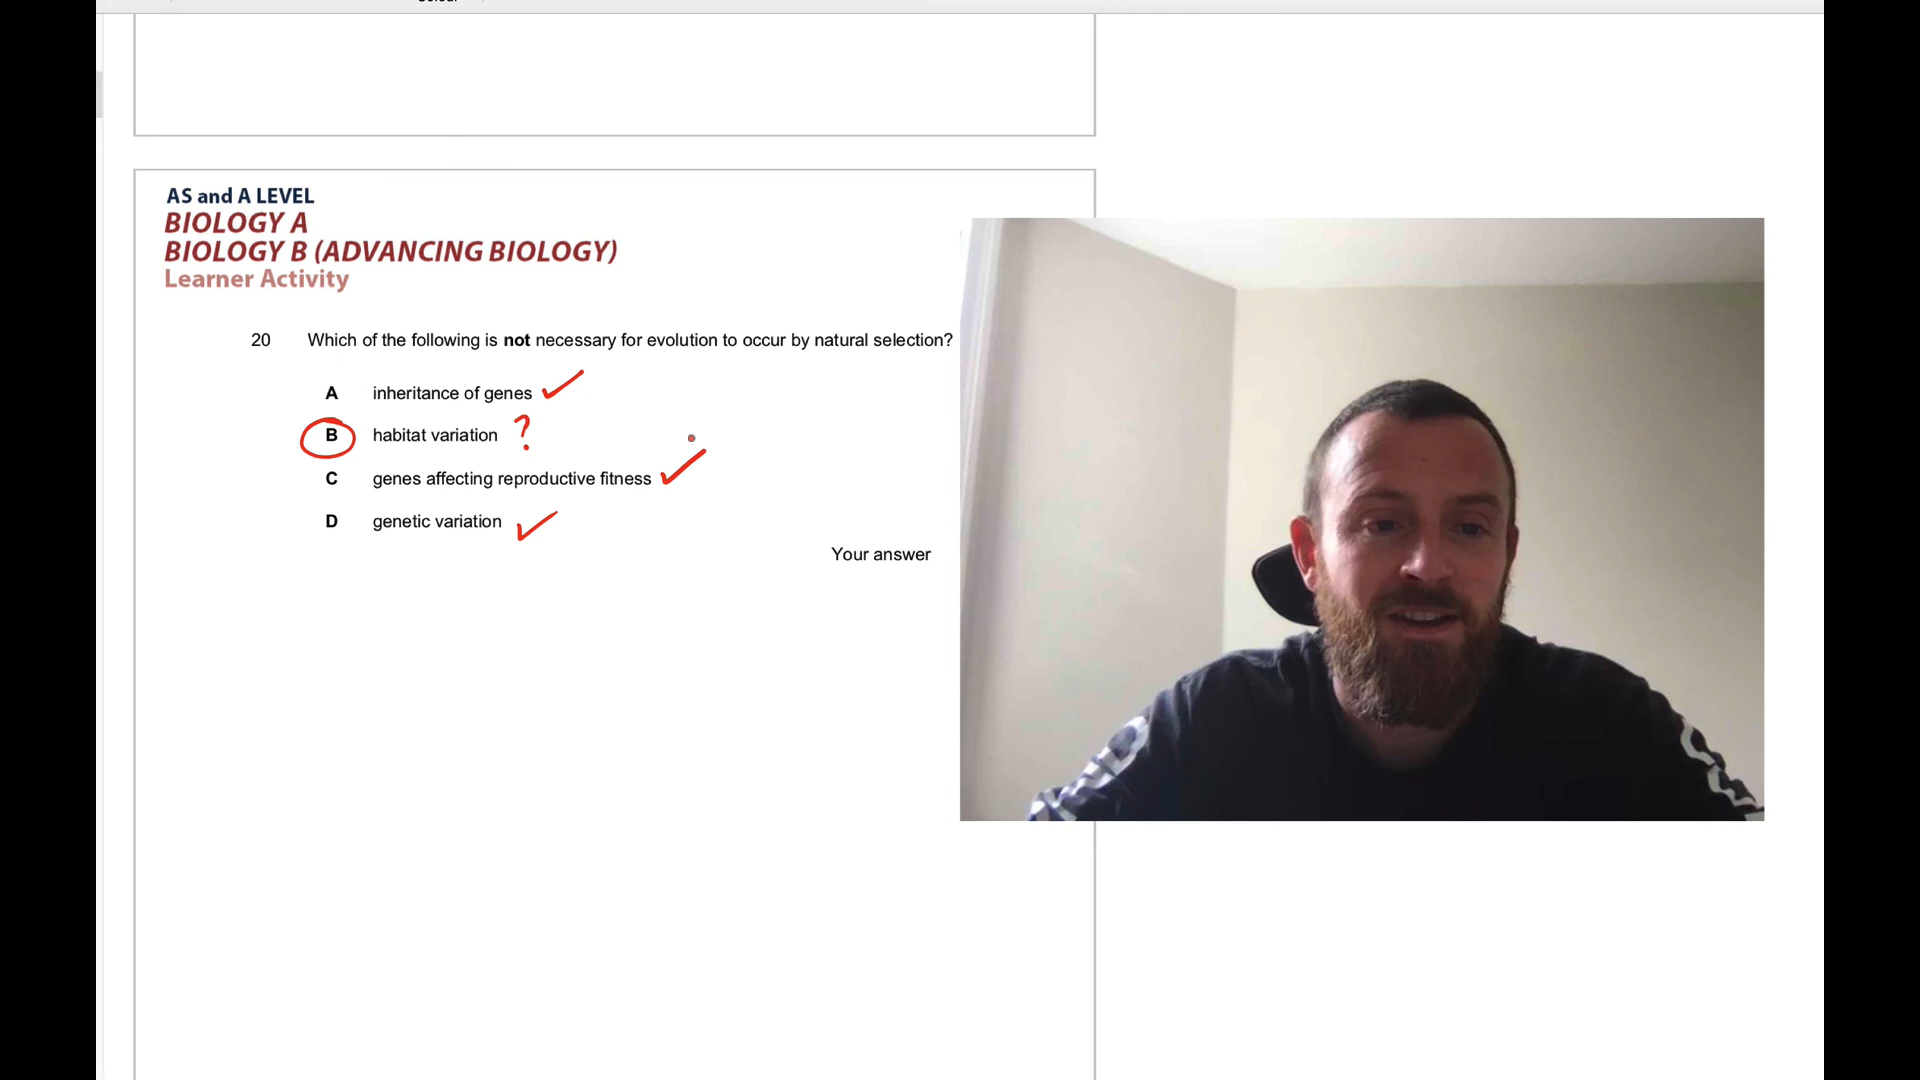 AS and A LEVEL
BIOLOGY A
BIOLOGY B (ADVANCING BIOLOGY)
Learner Activity
20 Which of the following is not necessary for evolution to occur by natural selection?
A inheritance of genes ✓
B habitat variation ?
C genes affecting reproductive fitness ✓
D genetic variation ✓
Your answer